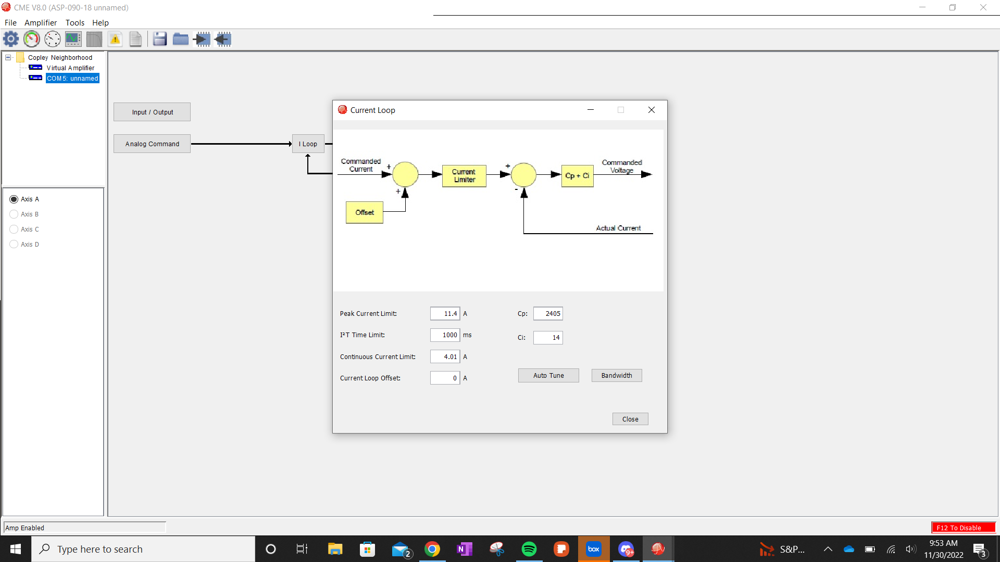 CME V8.0 (ASP-090-18 unnamed)
File Amplifier Tools Help
Copley Neighborhood
Virtual Amplifier
COM5: unnamed
Input / Output
Analog Command
I Loop
Axis A
Axis B
Axis C
Axis D
Current Loop
Commanded
Current
+
+
Offset
Current
Limiter
+
-
Cp + Ci
Commanded
Voltage
Actual Current
Peak Current Limit: 11.4 A
I²T Time Limit: 1000 ms
Continuous Current Limit: 4.01 A
Current Loop Offset: 0 A
Cp: 2405
Ci: 14
Auto Tune
Bandwidth
Close
Amp Enabled
F12 To Disable
Type here to search
2
N
box
9+
S&P...
9:53 AM
11/30/2022
3